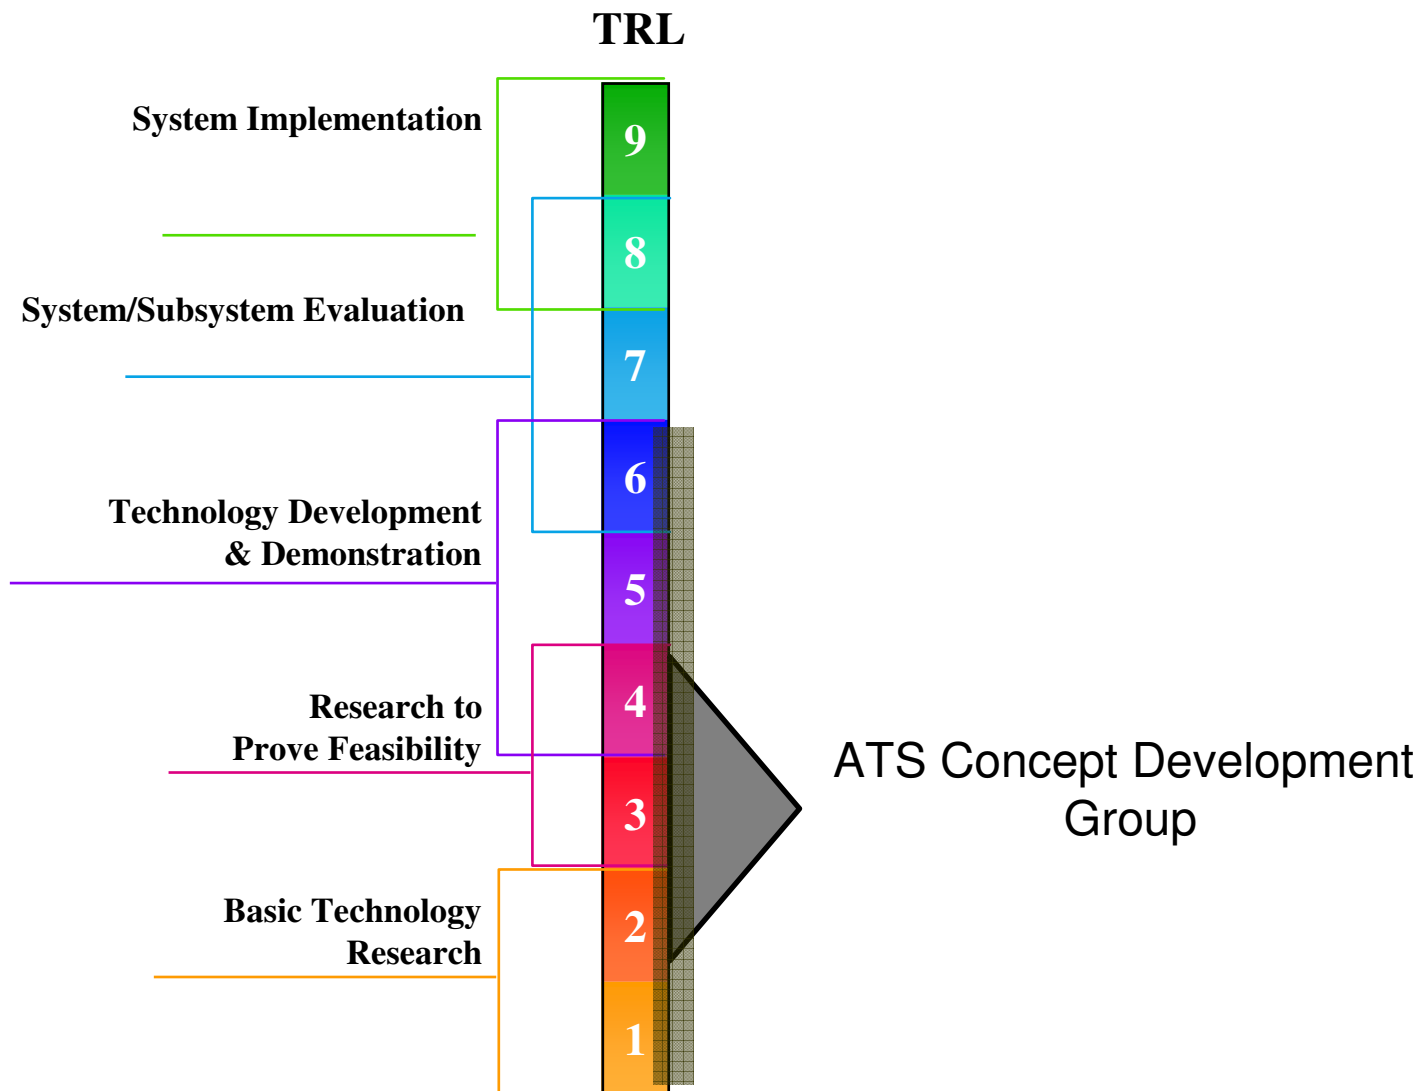 TRL
System Implementation
9
8
System/Subsystem Evaluation
7
6
Technology Development
& Demonstration
5
4
Research to
Prove Feasibility
ATS Concept Development
Group
3
Basic Technology
Research
2
1